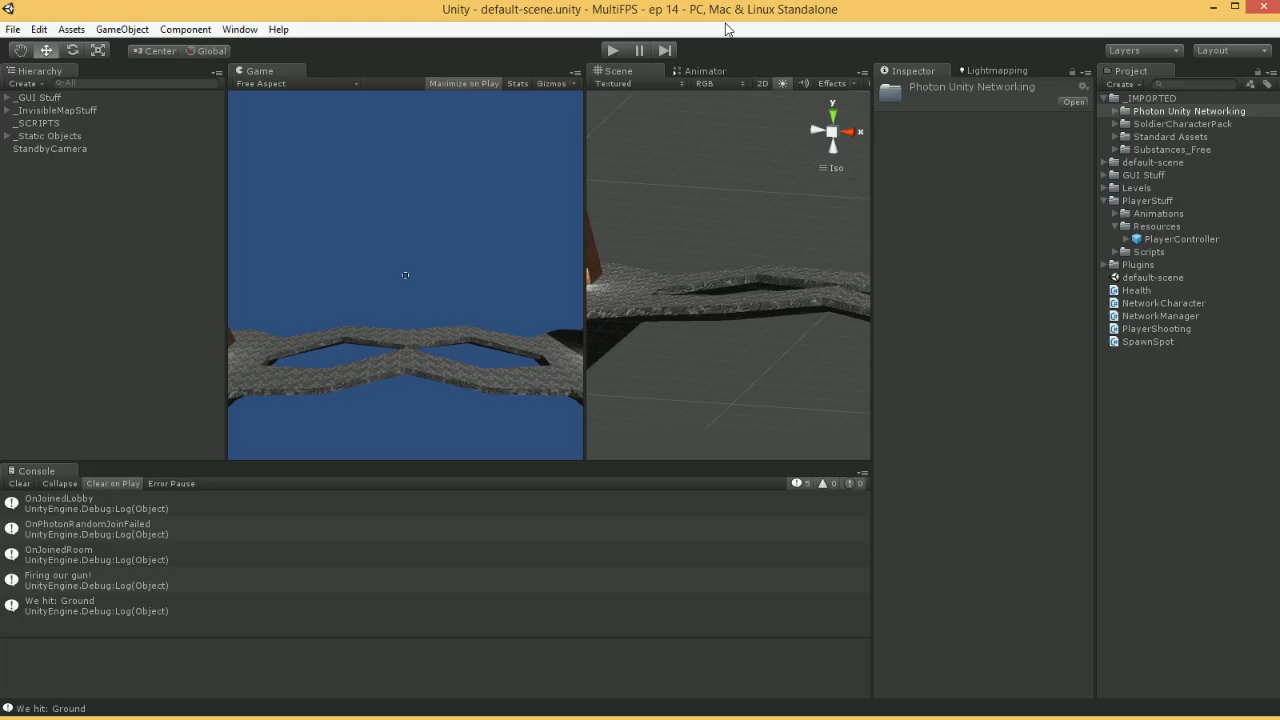 Unity - default-scene.unity - MultiFPS - ep 14 - PC, Mac & Linux Standalone
File Edit Assets GameObject Component Window Help
Center Global Layers Layout
Hierarchy
Create All
_GUI Stuff
_InvisibleMapStuff
_SCRIPTS
_Static Objects
StandbyCamera
Game
Free Aspect Maximize on Play Stats Gizmos
Scene Animator
Textured RGB 2D Effects
y
x
Iso
Inspector Lightmapping
Photon Unity Networking
Open
Project
Create
_IMPORTED
Photon Unity Networking
SoldierCharacterPack
Standard Assets
Substances_Free
default-scene
GUI Stuff
Levels
PlayerStuff
Animations
Resources
PlayerController
Scripts
Plugins
default-scene
Health
NetworkCharacter
NetworkManager
PlayerShooting
SpawnSpot
Console
Clear Collapse Clear on Play Error Pause 5 0 0
OnJoinedLobby
UnityEngine.Debug:Log(Object)
OnPhotonRandomJoinFailed
UnityEngine.Debug:Log(Object)
OnJoinedRoom
UnityEngine.Debug:Log(Object)
Firing our gun!
UnityEngine.Debug:Log(Object)
We hit: Ground
UnityEngine.Debug:Log(Object)
We hit: Ground